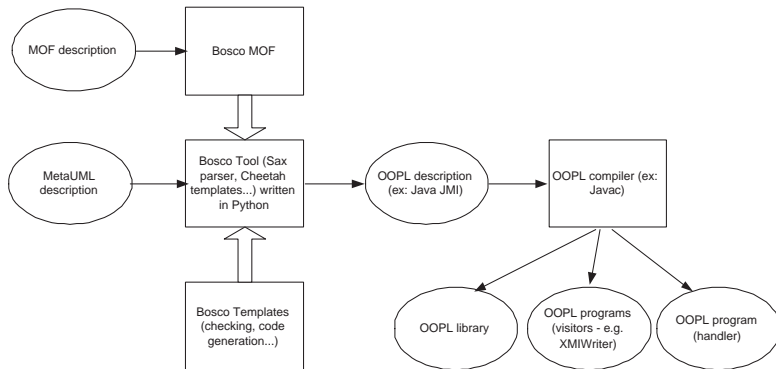 MOF description
Bosco MOF
MetaUML
description
Bosco Tool (Sax
parser, Cheetah
templates...) written
in Python
OOPL description
(ex: Java JMI)
OOPL compiler (ex:
Javac)
Bosco Templates
(checking, code
generation...)
OOPL library
OOPL programs
(visitors - e.g.
XMIWriter)
OOPL program
(handler)